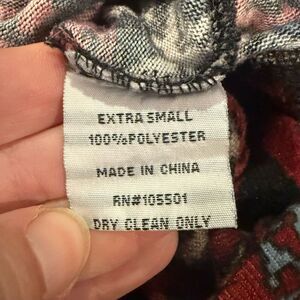 EXTRA SMALL
100%POLYESTER
MADE IN CHINA
RN#105501
DRY CLEAN ONLY